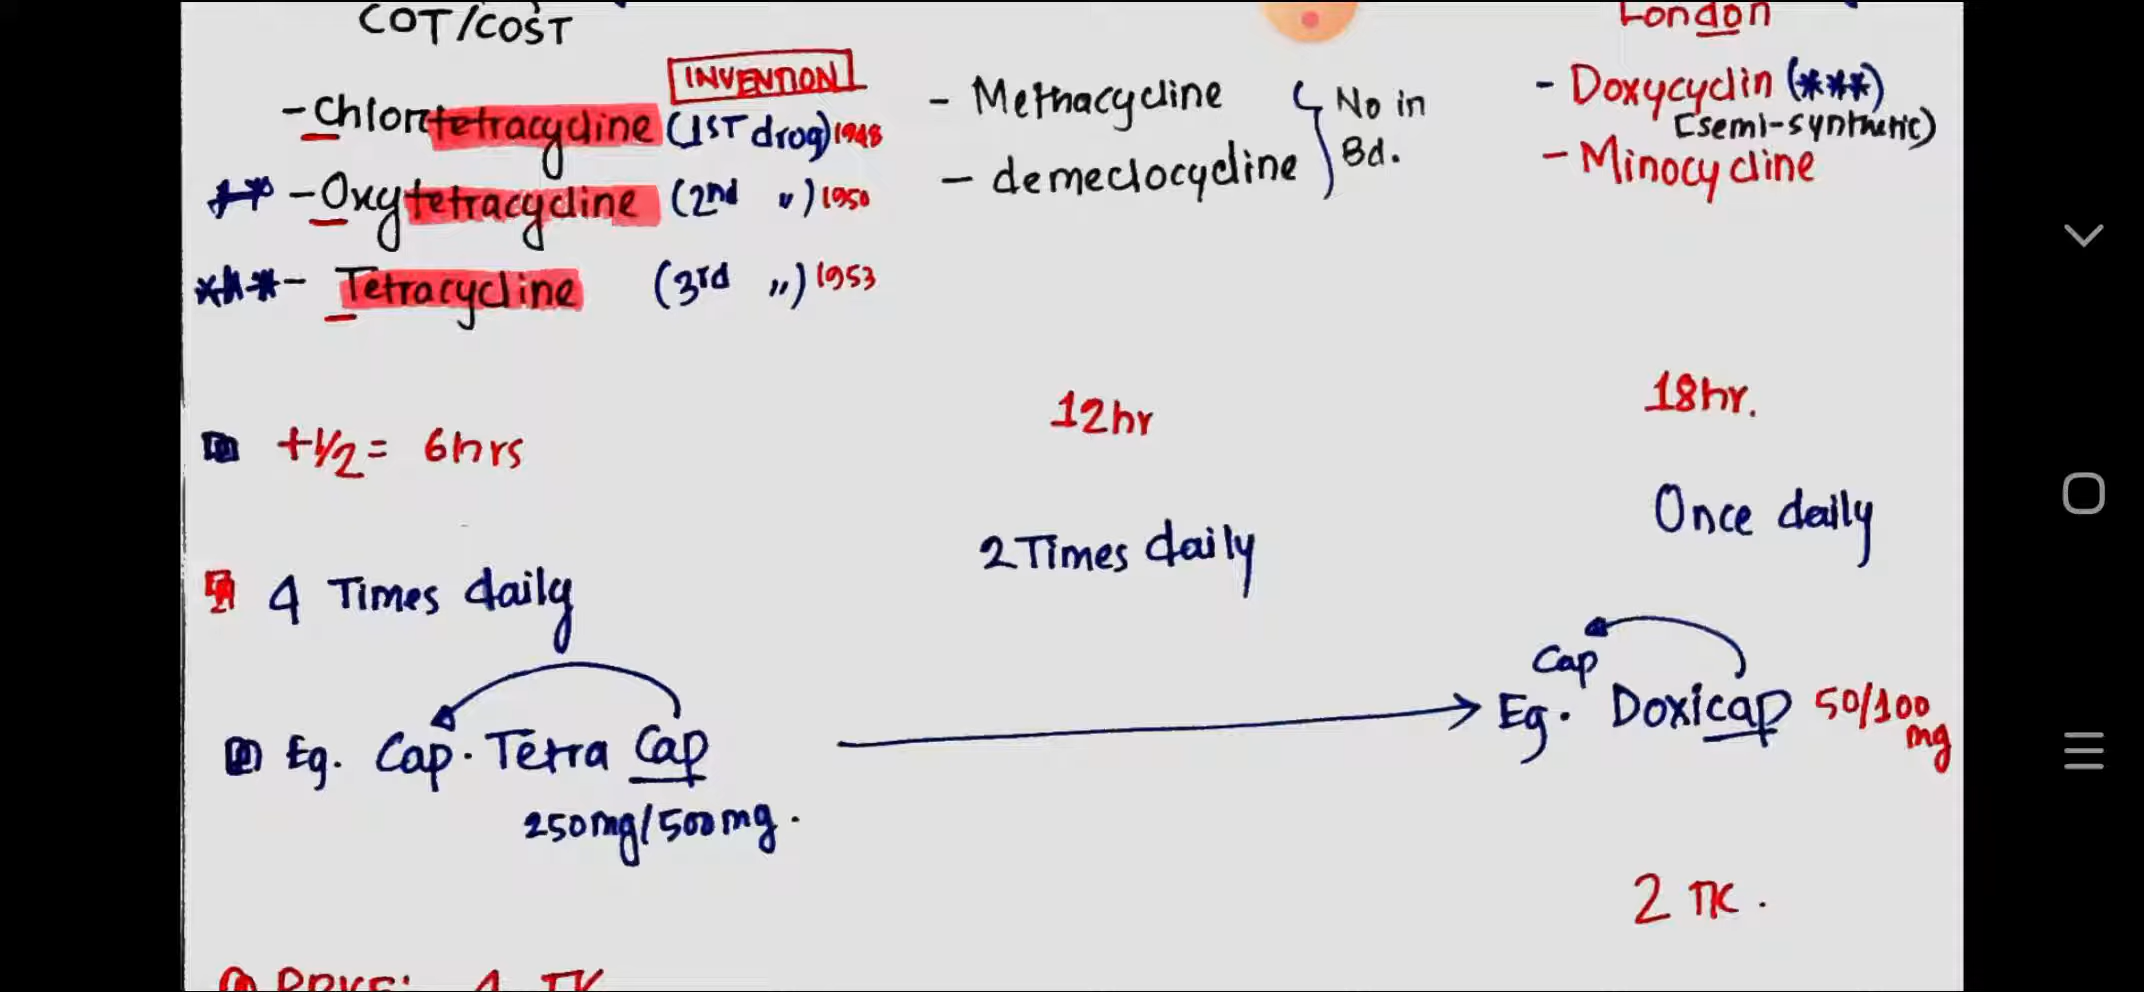 COT/COST
London
INVENTION
- Chlortetracycline (1ST drug) 1948
- Methacycline
No in
Bd.
- Doxycyclin (***)
[semi-synthetic)
** - Oxytetracycline (2nd ") 1950
- demeclocycline
- Minocycline
*** - Tetracycline (3rd ") 1953
t1/2 = 6hrs
12hr
18hr.
4 Times daily
2 Times daily
Once daily
Eg. Cap. Tetra Cap
250mg/500mg.
Cap
Eg. Doxicap 50/100
mg
2 TK.
4 TK